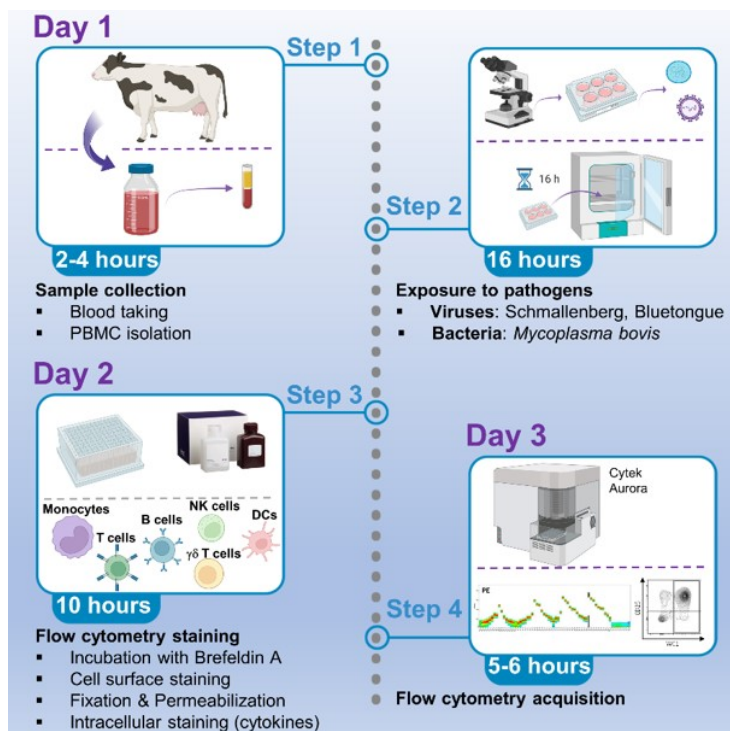 Day 1
Step 1
2-4 hours
Sample collection
▪ Blood taking
▪ PBMC isolation
Step 2
16 h
16 hours
Exposure to pathogens
▪ Viruses: Schmallenberg, Bluetongue
▪ Bacteria: Mycoplasma bovis
Day 2
Step 3
Monocytes
T cells
B cells
NK cells
γδ T cells
DCs
10 hours
Flow cytometry staining
▪ Incubation with Brefeldin A
▪ Cell surface staining
▪ Fixation & Permeabilization
▪ Intracellular staining (cytokines)
Day 3
Cytek
Aurora
Step 4
PE
WC1
5-6 hours
Flow cytometry acquisition